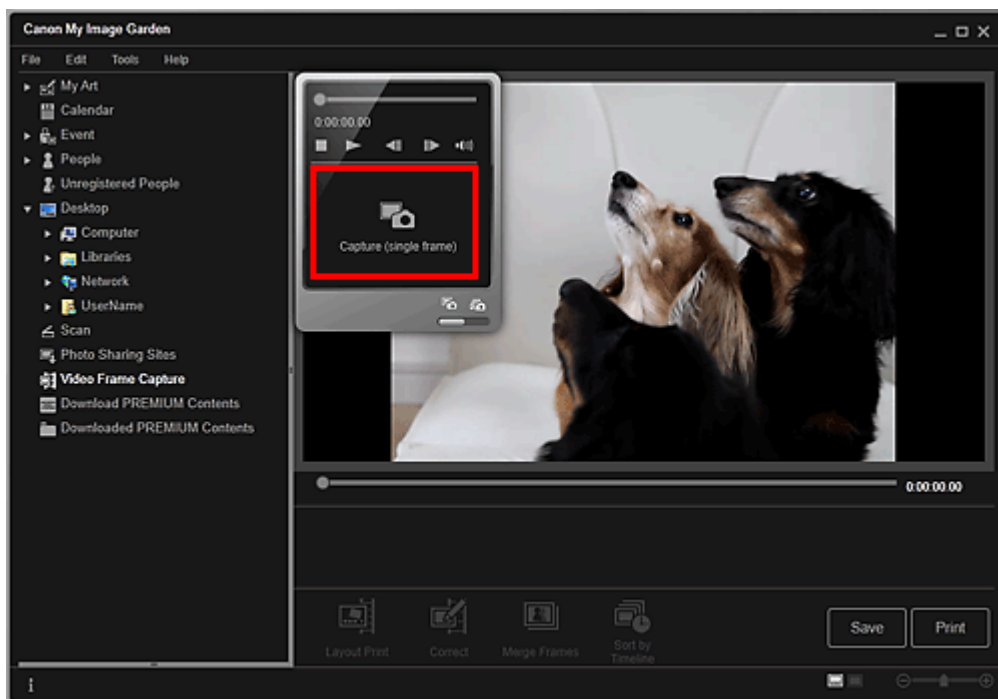 Canon My Image Garden
File Edit Tools Help
My Art
Calendar
Event
People
Unregistered People
Desktop
Computer
Libraries
Network
UserName
Scan
Photo Sharing Sites
Video Frame Capture
Download PREMIUM Contents
Downloaded PREMIUM Contents
0:00:00.00
Capture (single frame)
0:00:00.00
Layout Print
Correct
Merge Frames
Sort by
Timeline
Save
Print